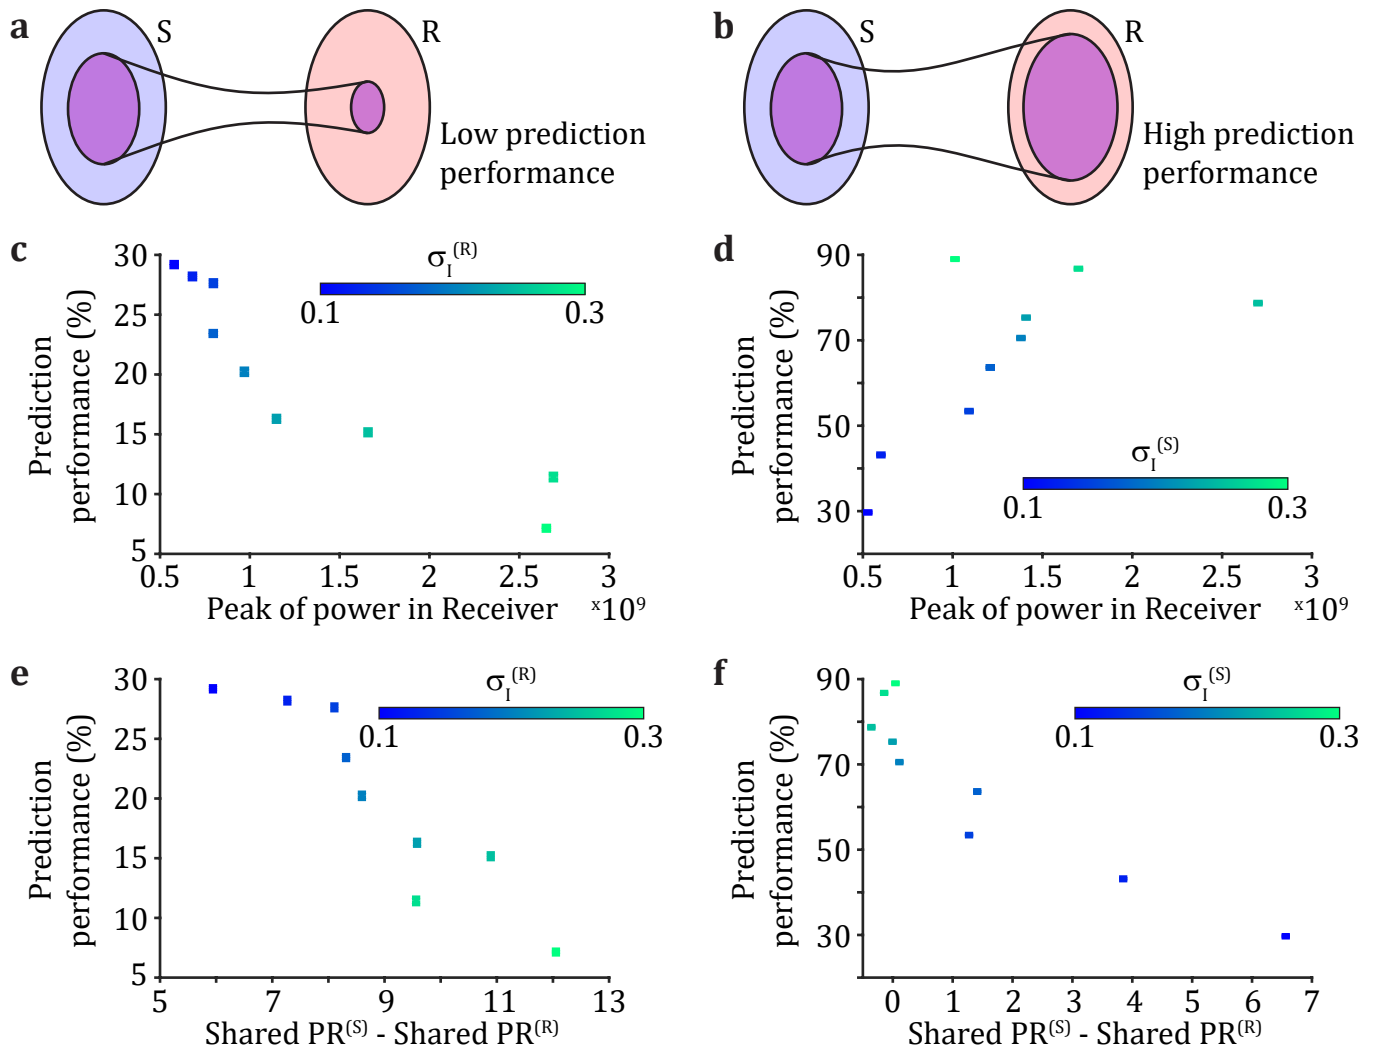 a
S
R
Low prediction
performance
b
S
R
High prediction
performance
c
Prediction
performance (%)
30
25
20
15
10
5
σI(R)
0.1
0.3
0.5
1
1.5
2
2.5
3
Peak of power in Receiver
x10⁹
d
Prediction
performance (%)
90
70
50
30
σI(S)
0.1
0.3
0.5
1
1.5
2
2.5
3
Peak of power in Receiver
x10⁹
e
Prediction
performance (%)
30
25
20
15
10
5
σI(R)
0.1
0.3
5
7
9
11
13
Shared PR(S) - Shared PR(R)
f
Prediction
performance (%)
90
70
50
30
σI(S)
0.1
0.3
0
1
2
3
4
5
6
7
Shared PR(S) - Shared PR(R)